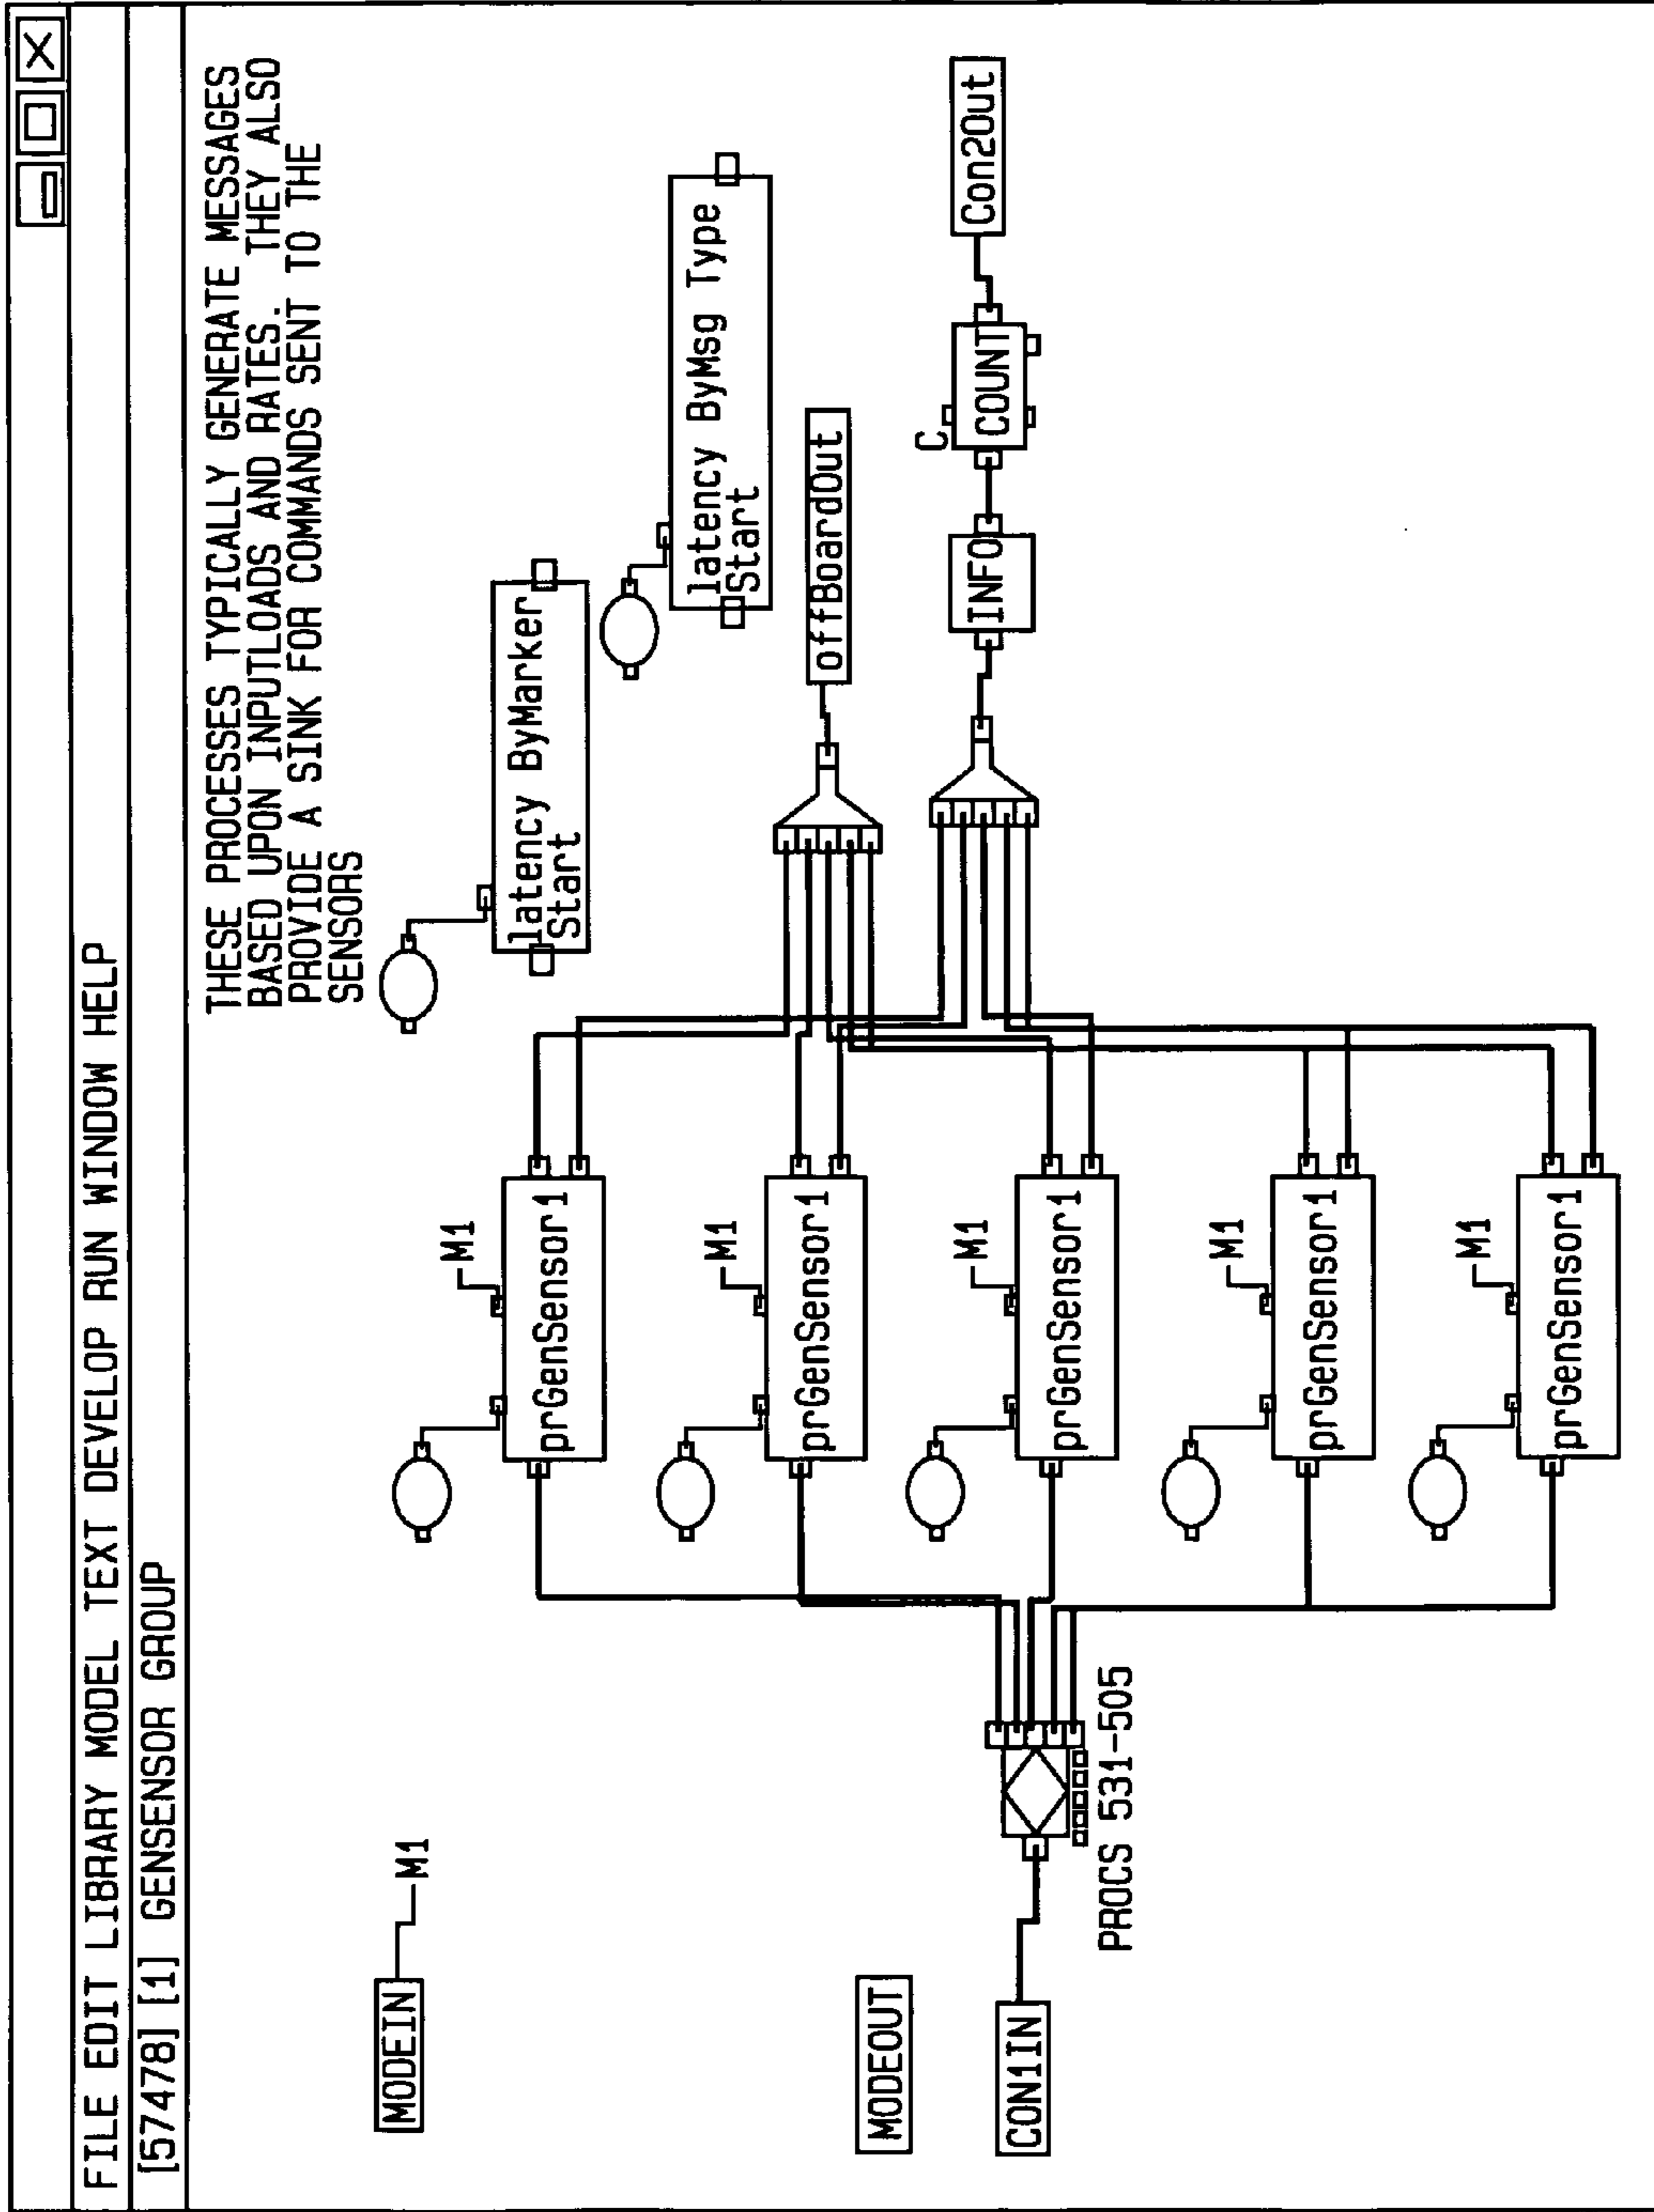 FILE EDIT LIBRARY MODEL TEXT DEVELOP RUN WINDOW HELP
[57478] [1] GENSENSOR GROUP
THESE PROCESSES TYPICALLY GENERATE MESSAGES
BASED UPON INPUTLOADS AND RATES. THEY ALSO
PROVIDE A SINK FOR COMMANDS SENT TO THE
SENSORS
MODEIN
M1
M1
prGenSensor1
latency ByMarker
Start
latency ByMsg Type
Start
M1
prGenSensor1
offBoardOut
MODEOUT
M1
prGenSensor1
C
INFO
COUNT
Con2Out
CON1IN
PROCS 531-505
M1
prGenSensor1
M1
prGenSensor1